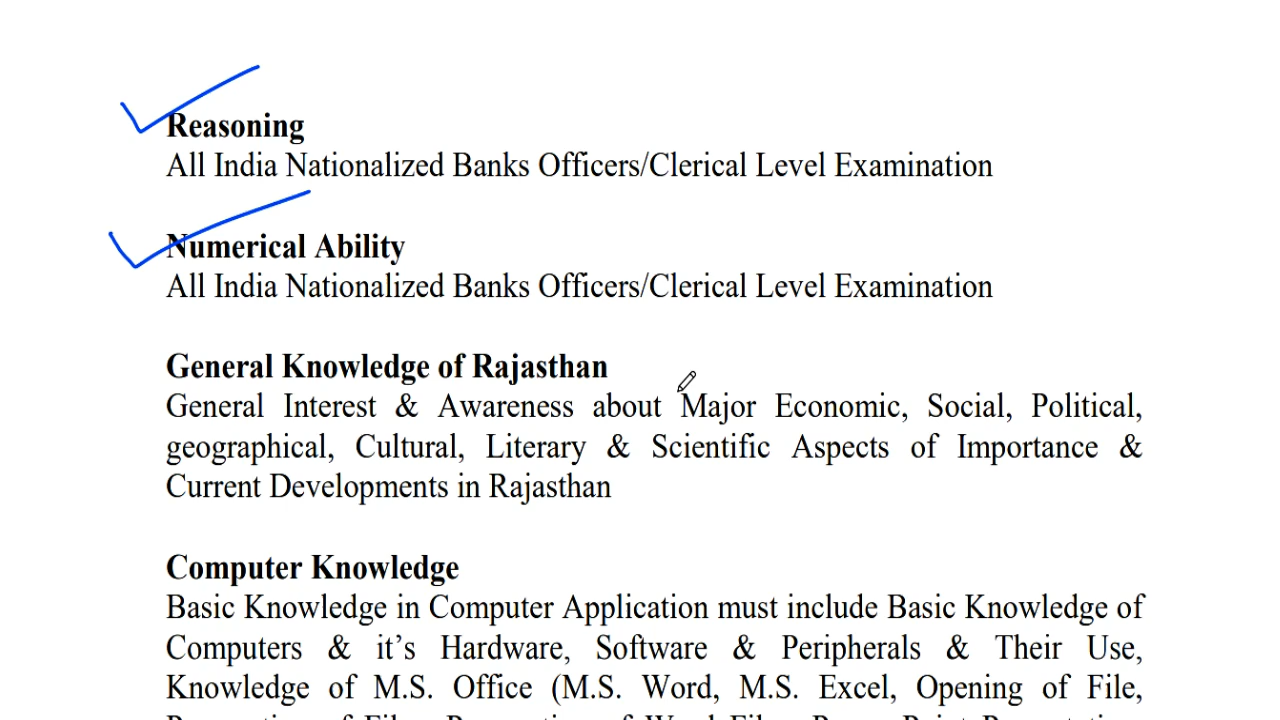 Reasoning
All India Nationalized Banks Officers/Clerical Level Examination
Numerical Ability
All India Nationalized Banks Officers/Clerical Level Examination
General Knowledge of Rajasthan
General Interest & Awareness about Major Economic, Social, Political,
geographical, Cultural, Literary & Scientific Aspects of Importance &
Current Developments in Rajasthan
Computer Knowledge
Basic Knowledge in Computer Application must include Basic Knowledge of
Computers & it’s Hardware, Software & Peripherals & Their Use,
Knowledge of M.S. Office (M.S. Word, M.S. Excel, Opening of File,